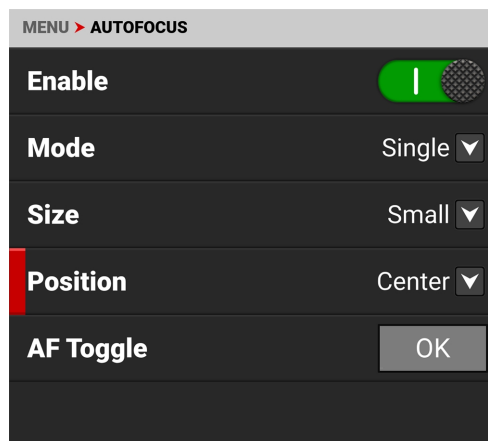 MENU ➤ AUTOFOCUS
Enable
Mode Single
Size Small
Position Center
AF Toggle OK